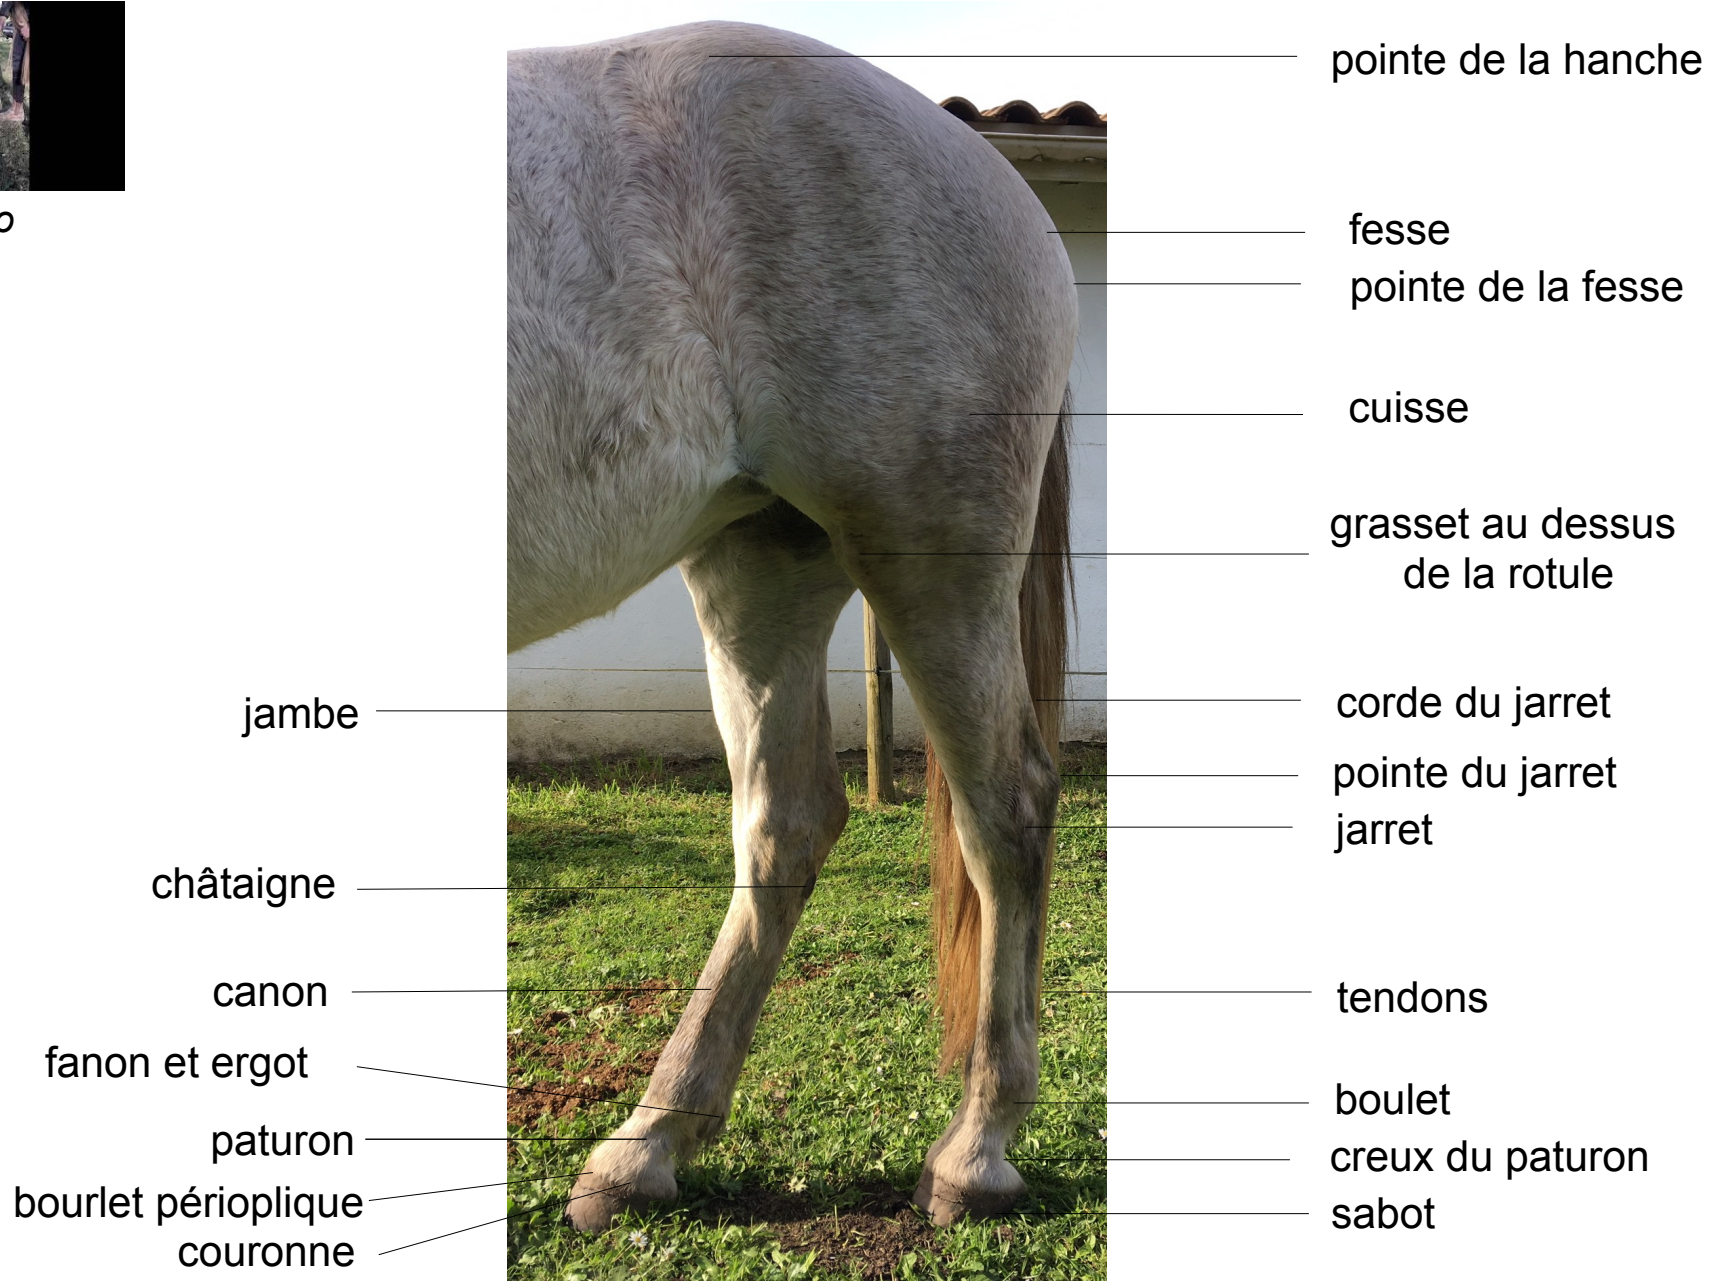 o
pointe de la hanche
fesse
pointe de la fesse
cuisse
grasset au dessus
de la rotule
corde du jarret
pointe du jarret
jarret
tendons
boulet
creux du paturon
sabot
jambe
châtaigne
canon
fanon et ergot
paturon
bourlet périoplique
couronne